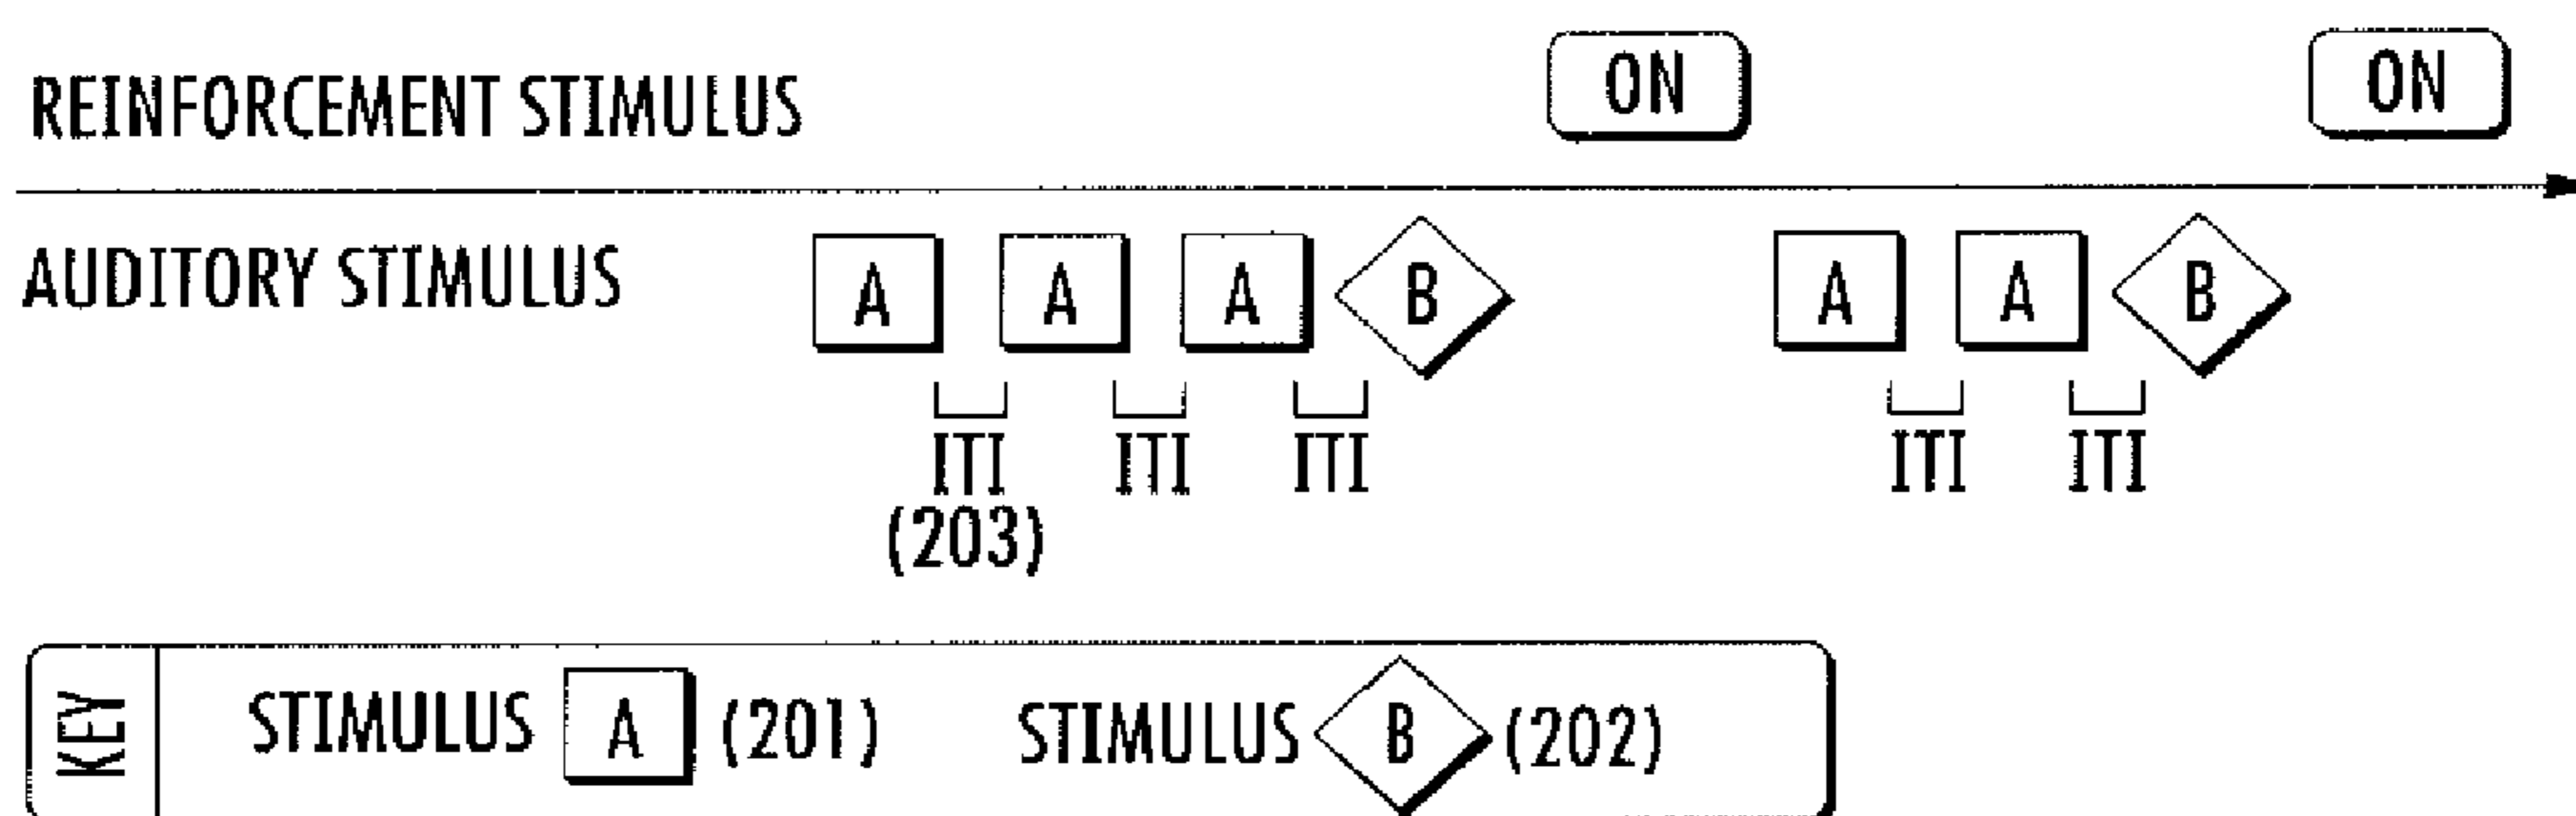 REINFORCEMENT STIMULUS ON ON
AUDITORY STIMULUS A A A B A A B
ITI ITI ITI ITI ITI
(203)
KEY STIMULUS A (201) STIMULUS B (202)